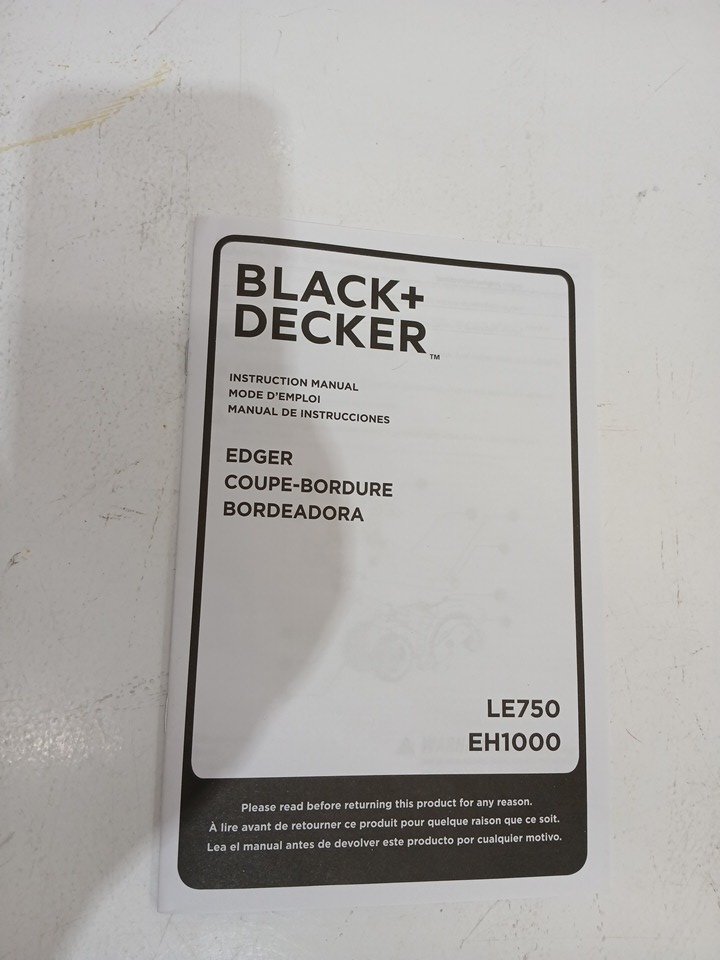 BLACK+
DECKER™
INSTRUCTION MANUAL
MODE D'EMPLOI
MANUAL DE INSTRUCCIONES
EDGER
COUPE-BORDURE
BORDEADORA
LE750
EH1000
Please read before returning this product for any reason.
À lire avant de retourner ce produit pour quelque raison que ce soit.
Lea el manual antes de devolver este producto por cualquier motivo.